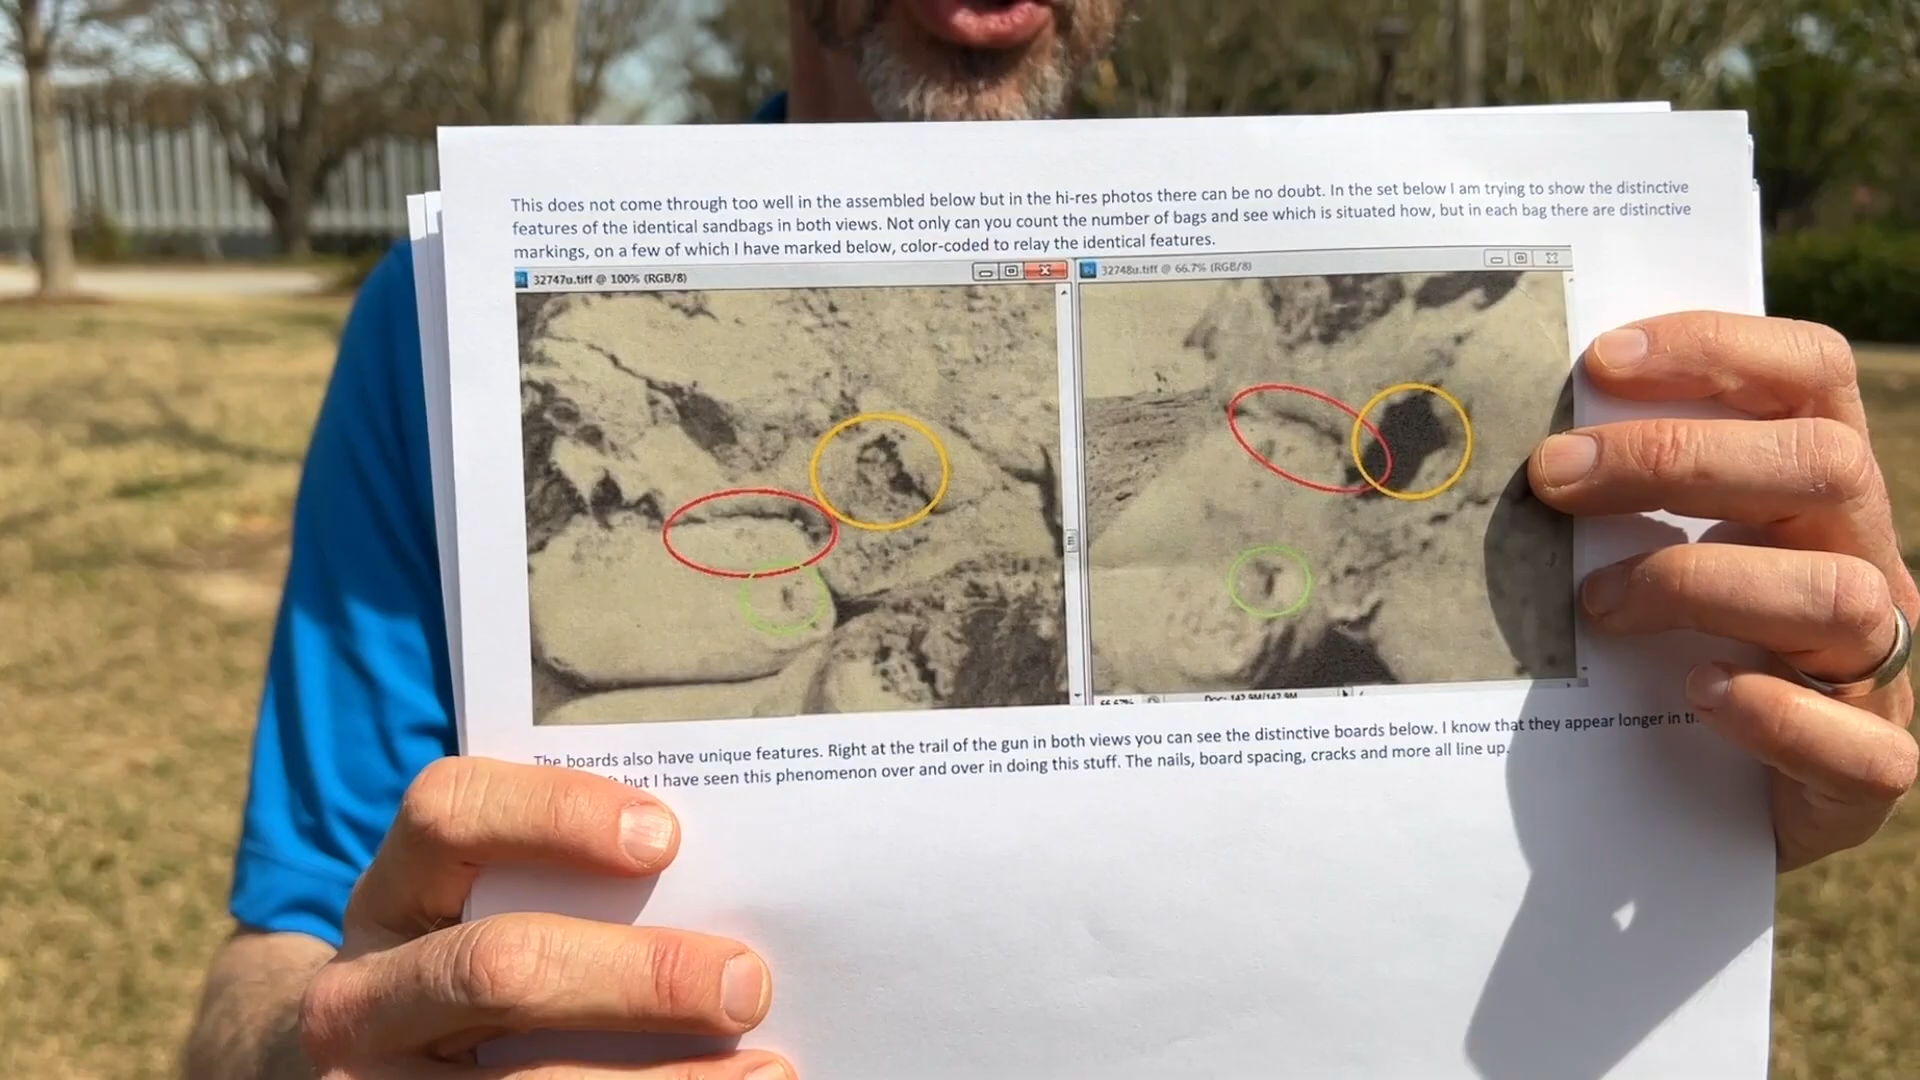 This does not come through too well in the assembled below but in the hi-res photos there can be no doubt. In the set below I am trying to show the distinctive
features of the identical sandbags in both views. Not only can you count the number of bags and see which is situated how, but in each bag there are distinctive
markings, on a few of which I have marked below, color-coded to relay the identical features.
32747u.tiff @ 100% (RGB/8)
32748u.tiff @ 66.7% (RGB/8)
The boards also have unique features. Right at the trail of the gun in both views you can see the distinctive boards below. I know that they appear longer in
but I have seen this phenomenon over and over in doing this stuff. The nails, board spacing, cracks and more all line up.